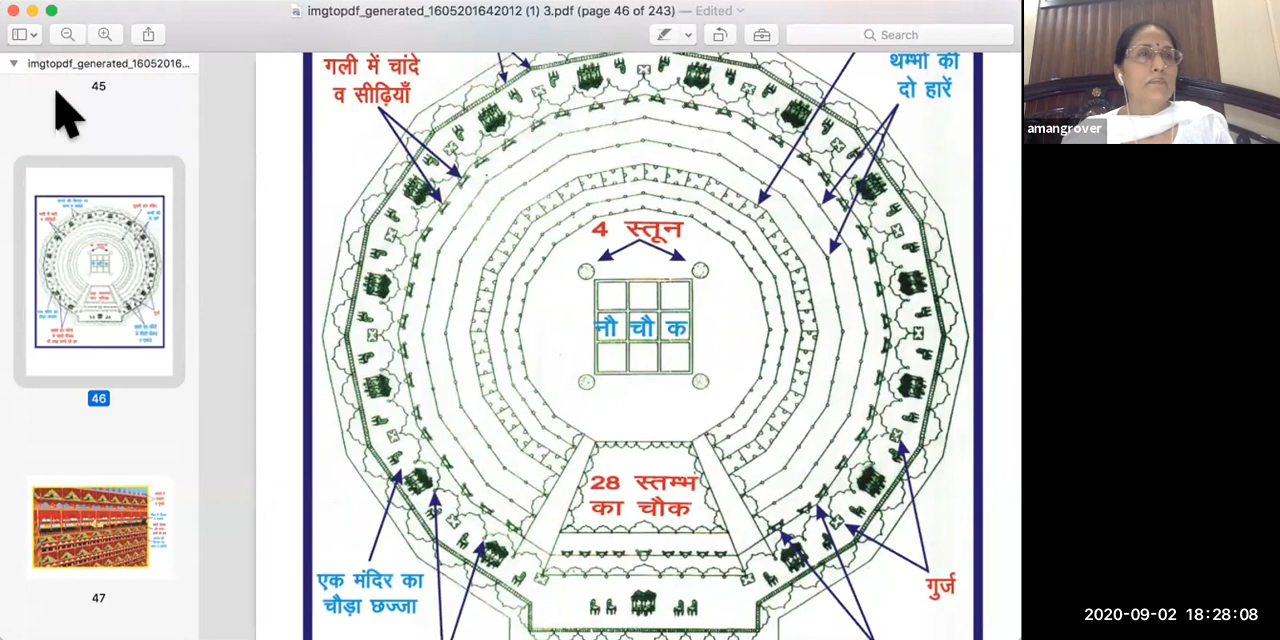 imgtopdf_generated_1605201642012 (1) 3.pdf (page 46 of 243) — Edited
Search
imgtopdf_generated_16052016...
45
46
47
गली में चांदे
व सीढ़ियाँ
थम्भों की
दो हारें
4 स्तून
नौ चौ क
28 स्तम्भ
का चौक
एक मंदिर का
चौड़ा छज्जा
गुर्ज
amangrover
2020-09-02 18:28:08